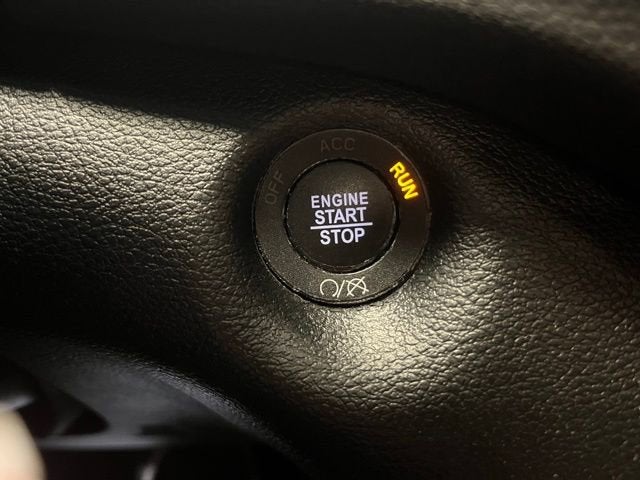 OFF
ACC
RUN
ENGINE
START
STOP